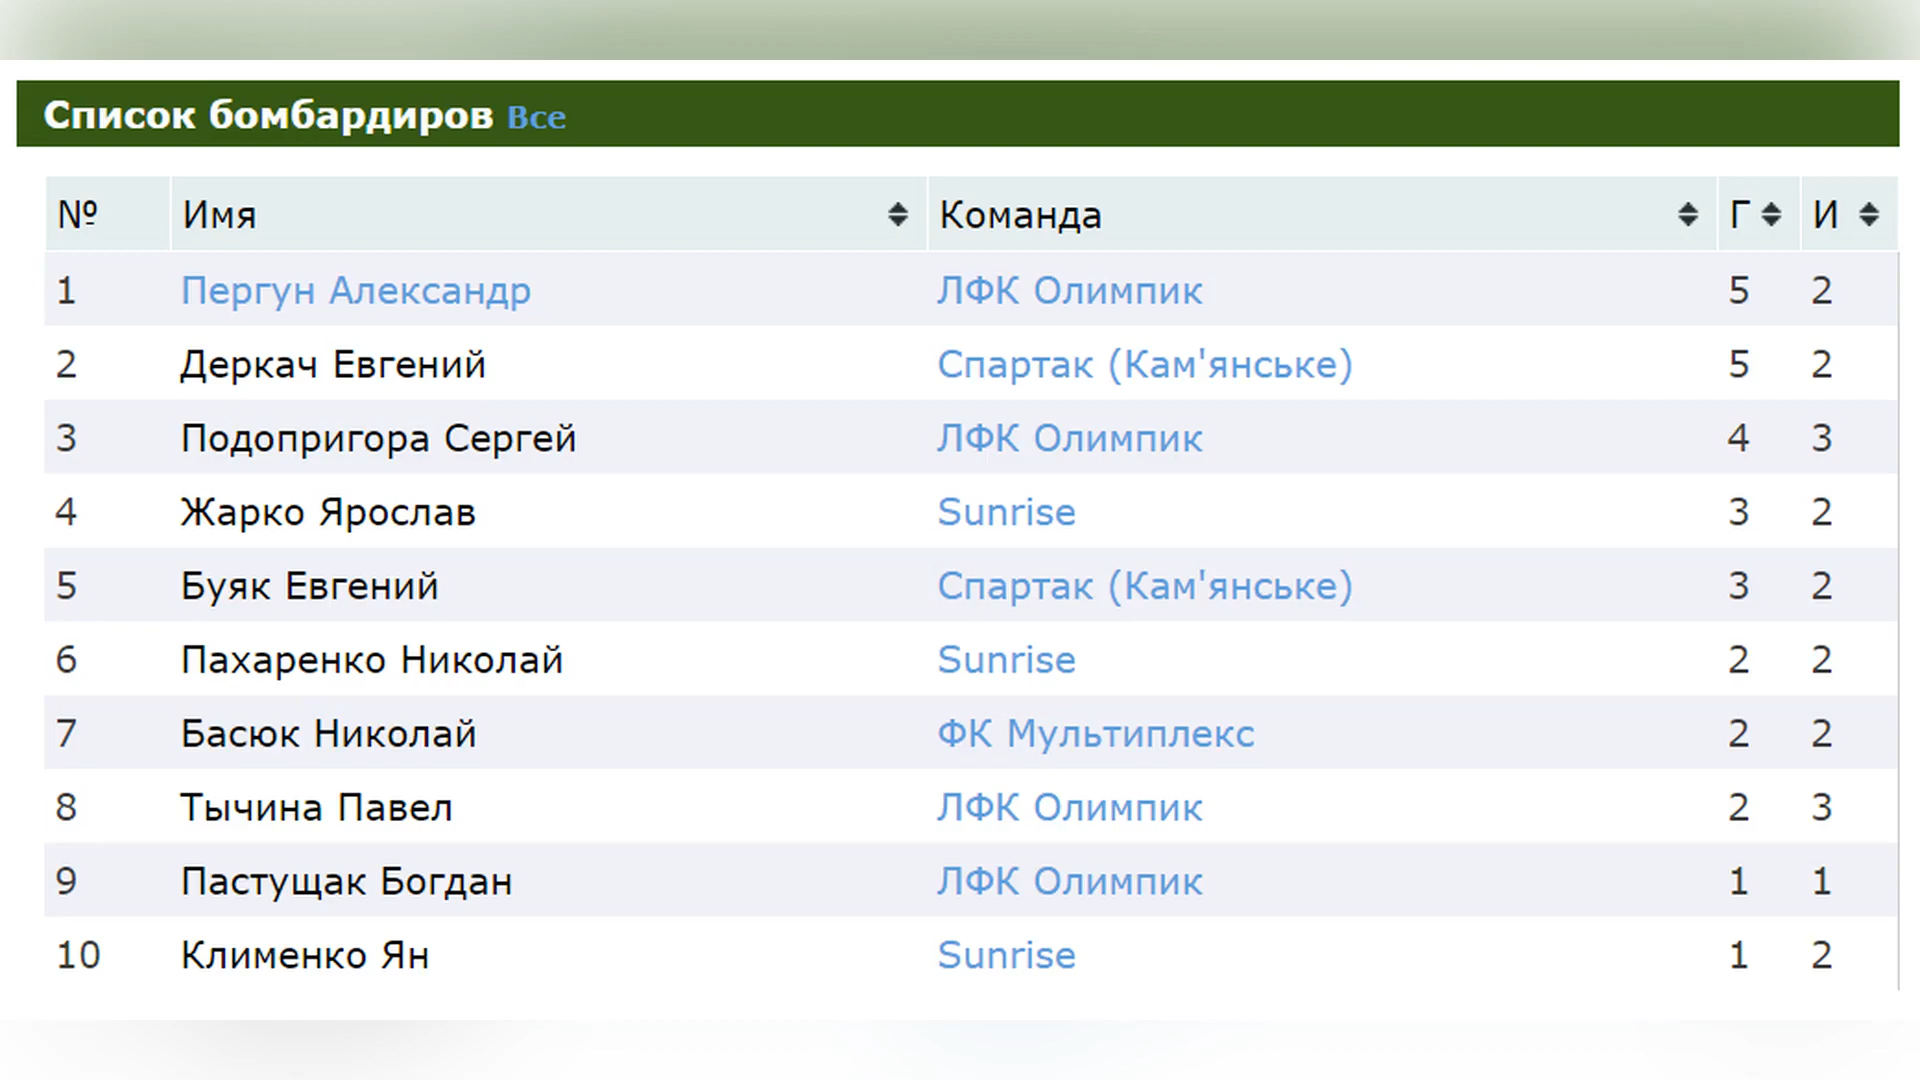 Список бомбардиров Все
№ Имя Команда Г И
1 Пергун Александр ЛФК Олимпик 5 2
2 Деркач Евгений Спартак (Кам'янське) 5 2
3 Подопригора Сергей ЛФК Олимпик 4 3
4 Жарко Ярослав Sunrise 3 2
5 Буяк Евгений Спартак (Кам'янське) 3 2
6 Пахаренко Николай Sunrise 2 2
7 Басюк Николай ФК Мультиплекс 2 2
8 Тычина Павел ЛФК Олимпик 2 3
9 Пастущак Богдан ЛФК Олимпик 1 1
10 Клименко Ян Sunrise 1 2